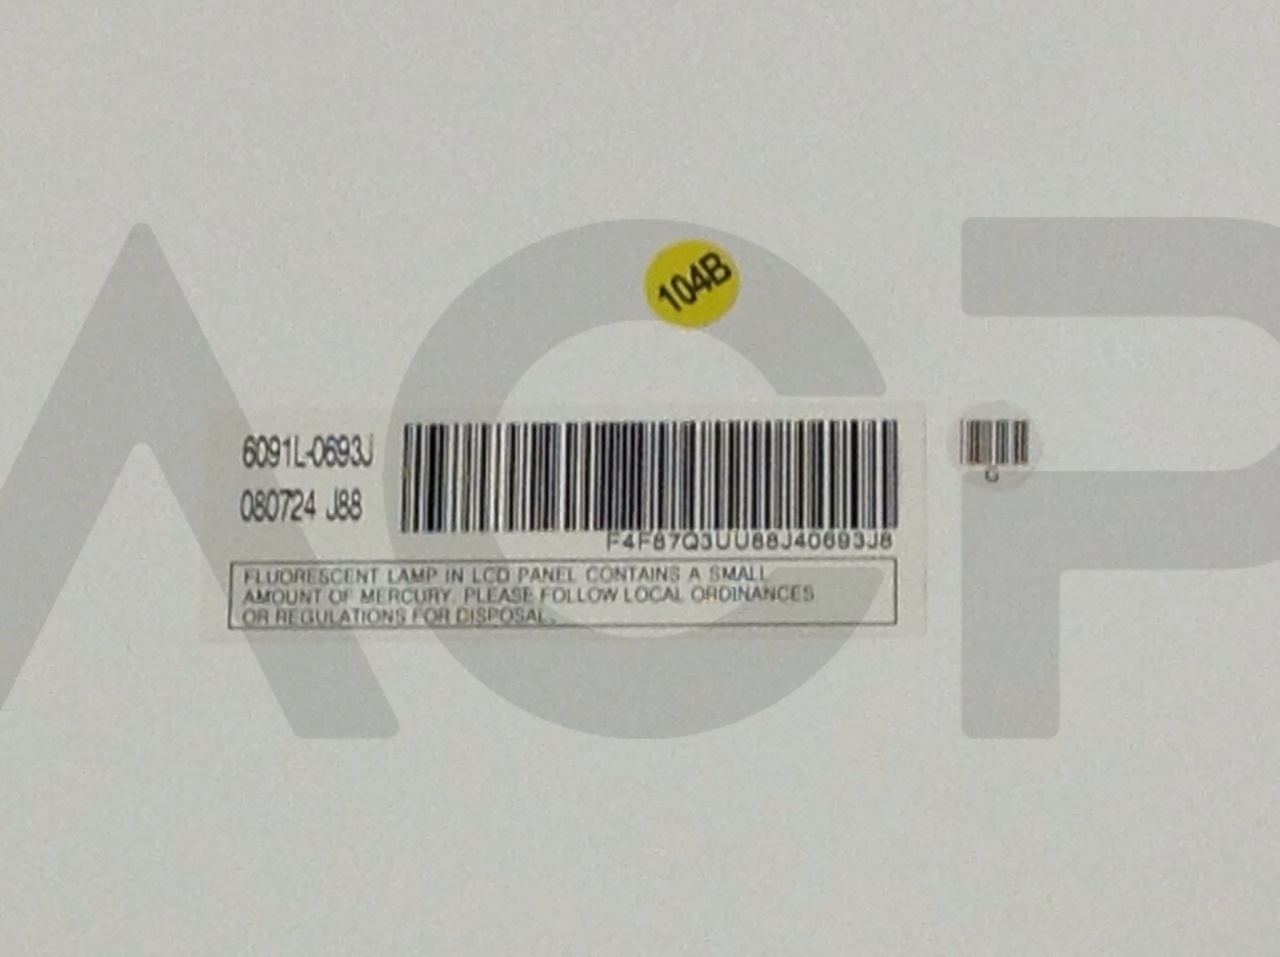 104B
6091L-0693J
080724 J88
F4F87Q3UU88J40693J8
G
FLUORESCENT LAMP IN LCD PANEL CONTAINS A SMALL
AMOUNT OF MERCURY, PLEASE FOLLOW LOCAL ORDINANCES
OR REGULATIONS FOR DISPOSAL.
ACP